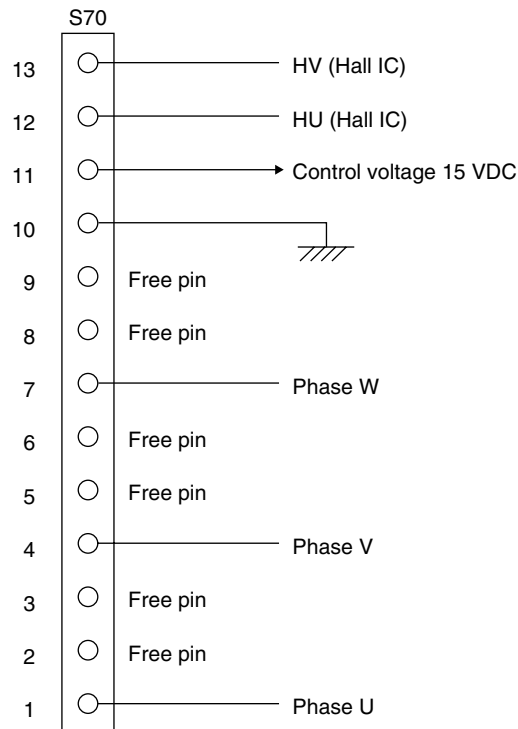 S70
13 HV (Hall IC)
12 HU (Hall IC)
11 Control voltage 15 VDC
10
9 Free pin
8 Free pin
7 Phase W
6 Free pin
5 Free pin
4 Phase V
3 Free pin
2 Free pin
1 Phase U